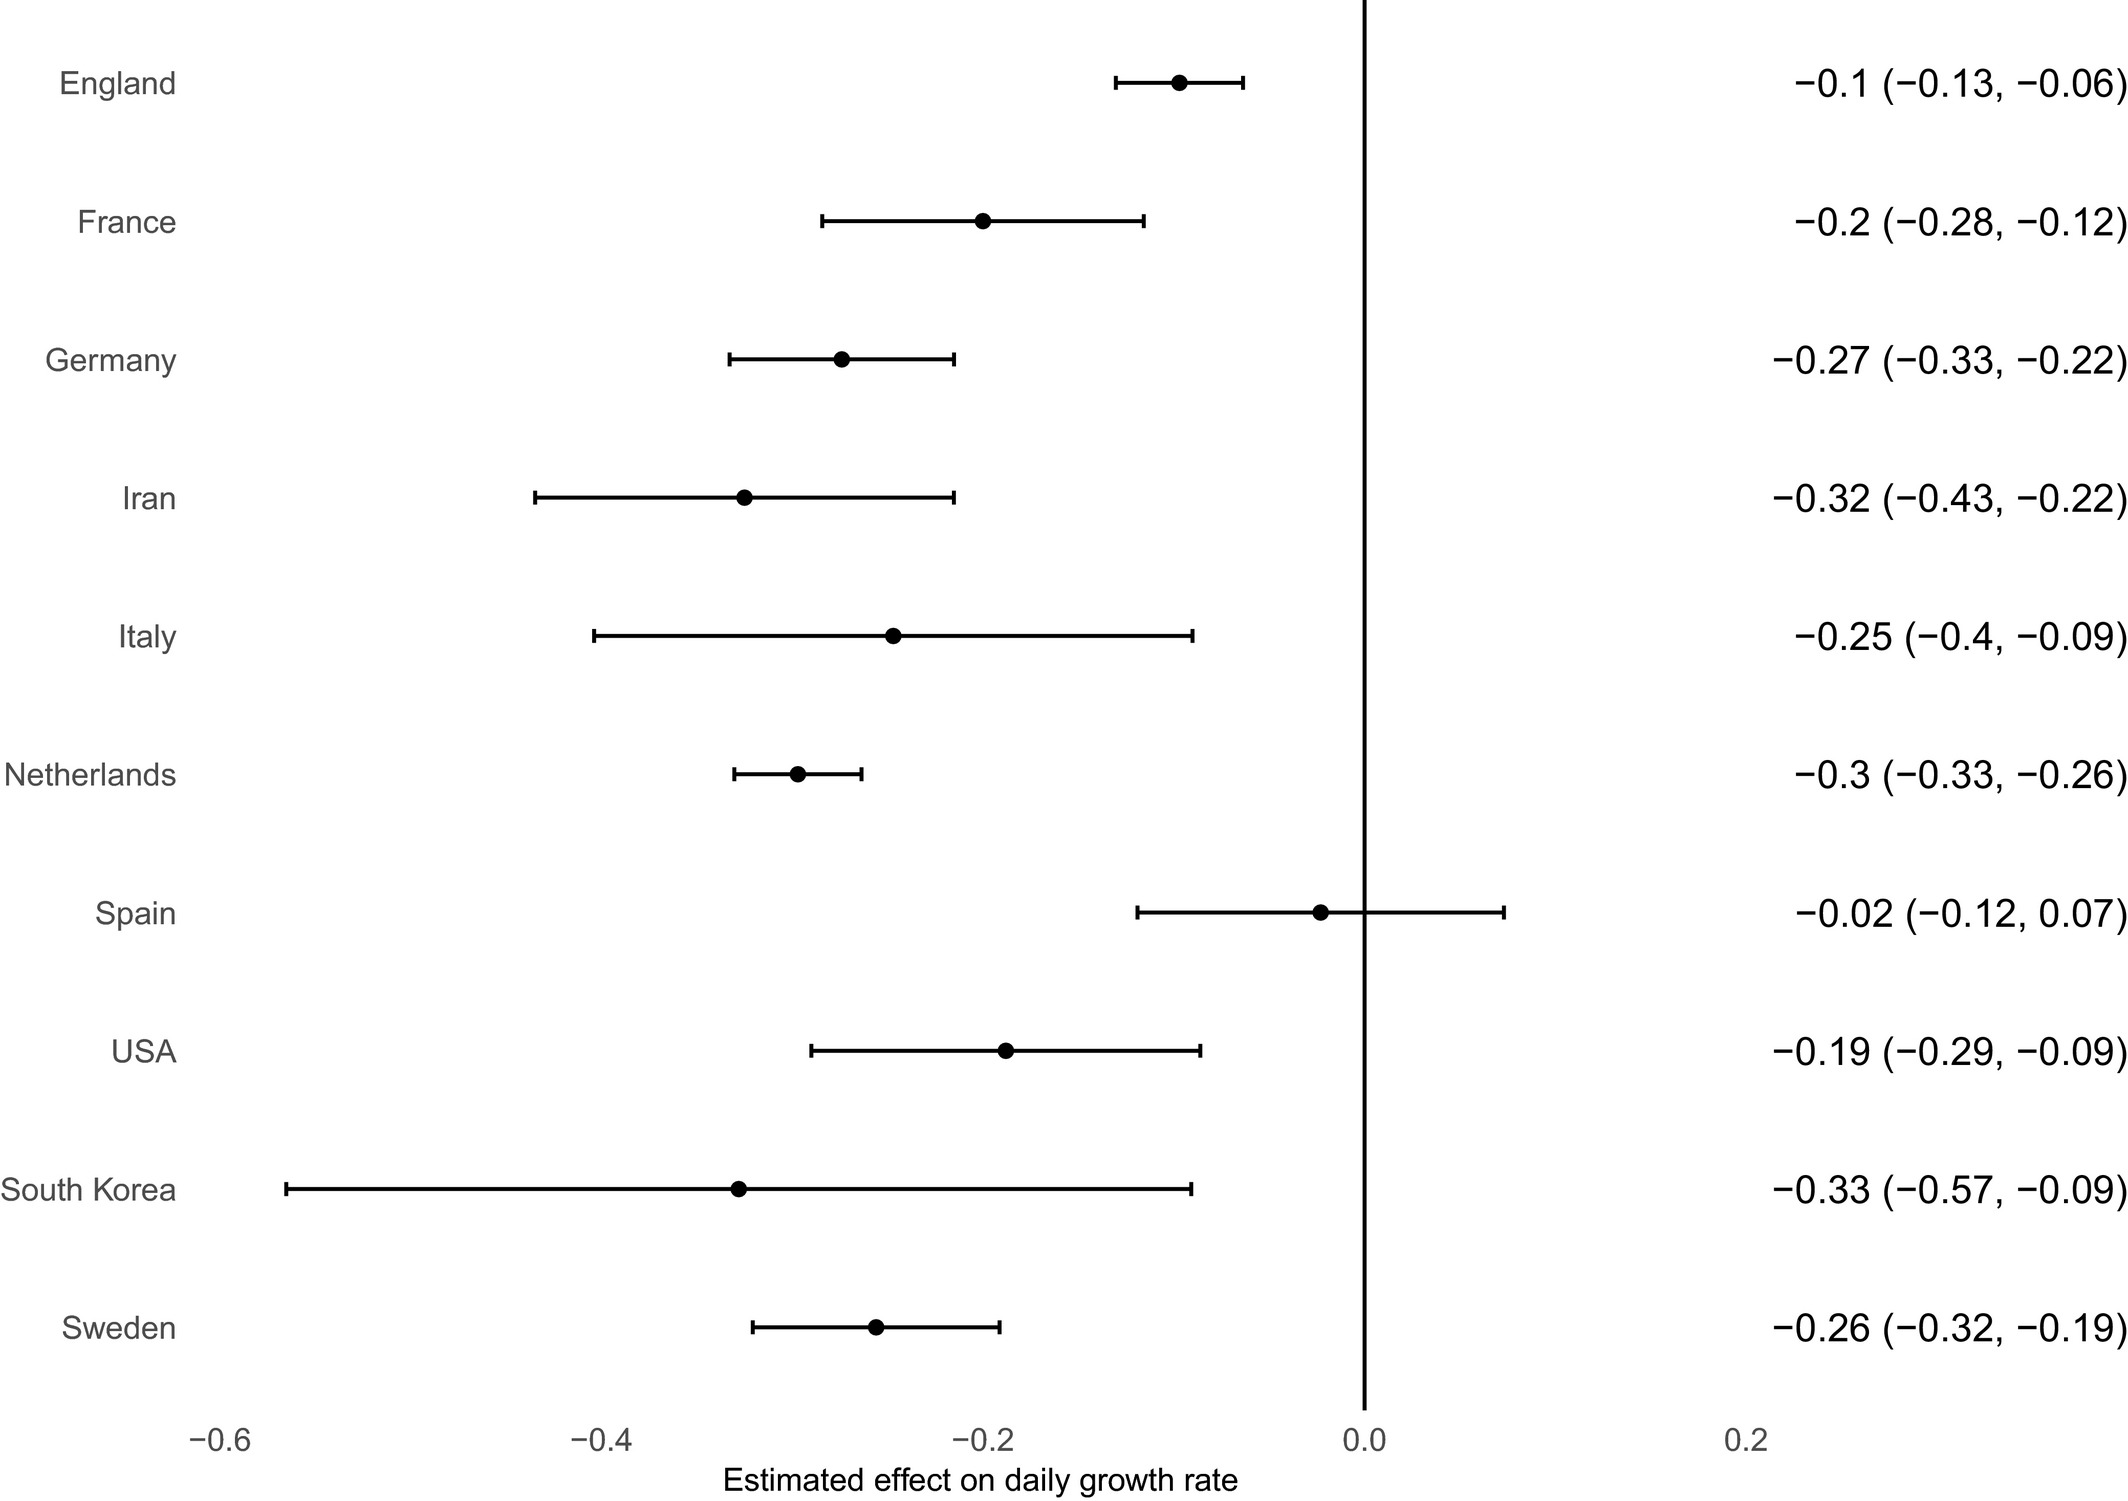 England −0.1 (−0.13, −0.06)
France −0.2 (−0.28, −0.12)
Germany −0.27 (−0.33, −0.22)
Iran −0.32 (−0.43, −0.22)
Italy −0.25 (−0.4, −0.09)
Netherlands −0.3 (−0.33, −0.26)
Spain −0.02 (−0.12, 0.07)
USA −0.19 (−0.29, −0.09)
South Korea −0.33 (−0.57, −0.09)
Sweden −0.26 (−0.32, −0.19)
−0.6 −0.4 −0.2 0.0 0.2
Estimated effect on daily growth rate